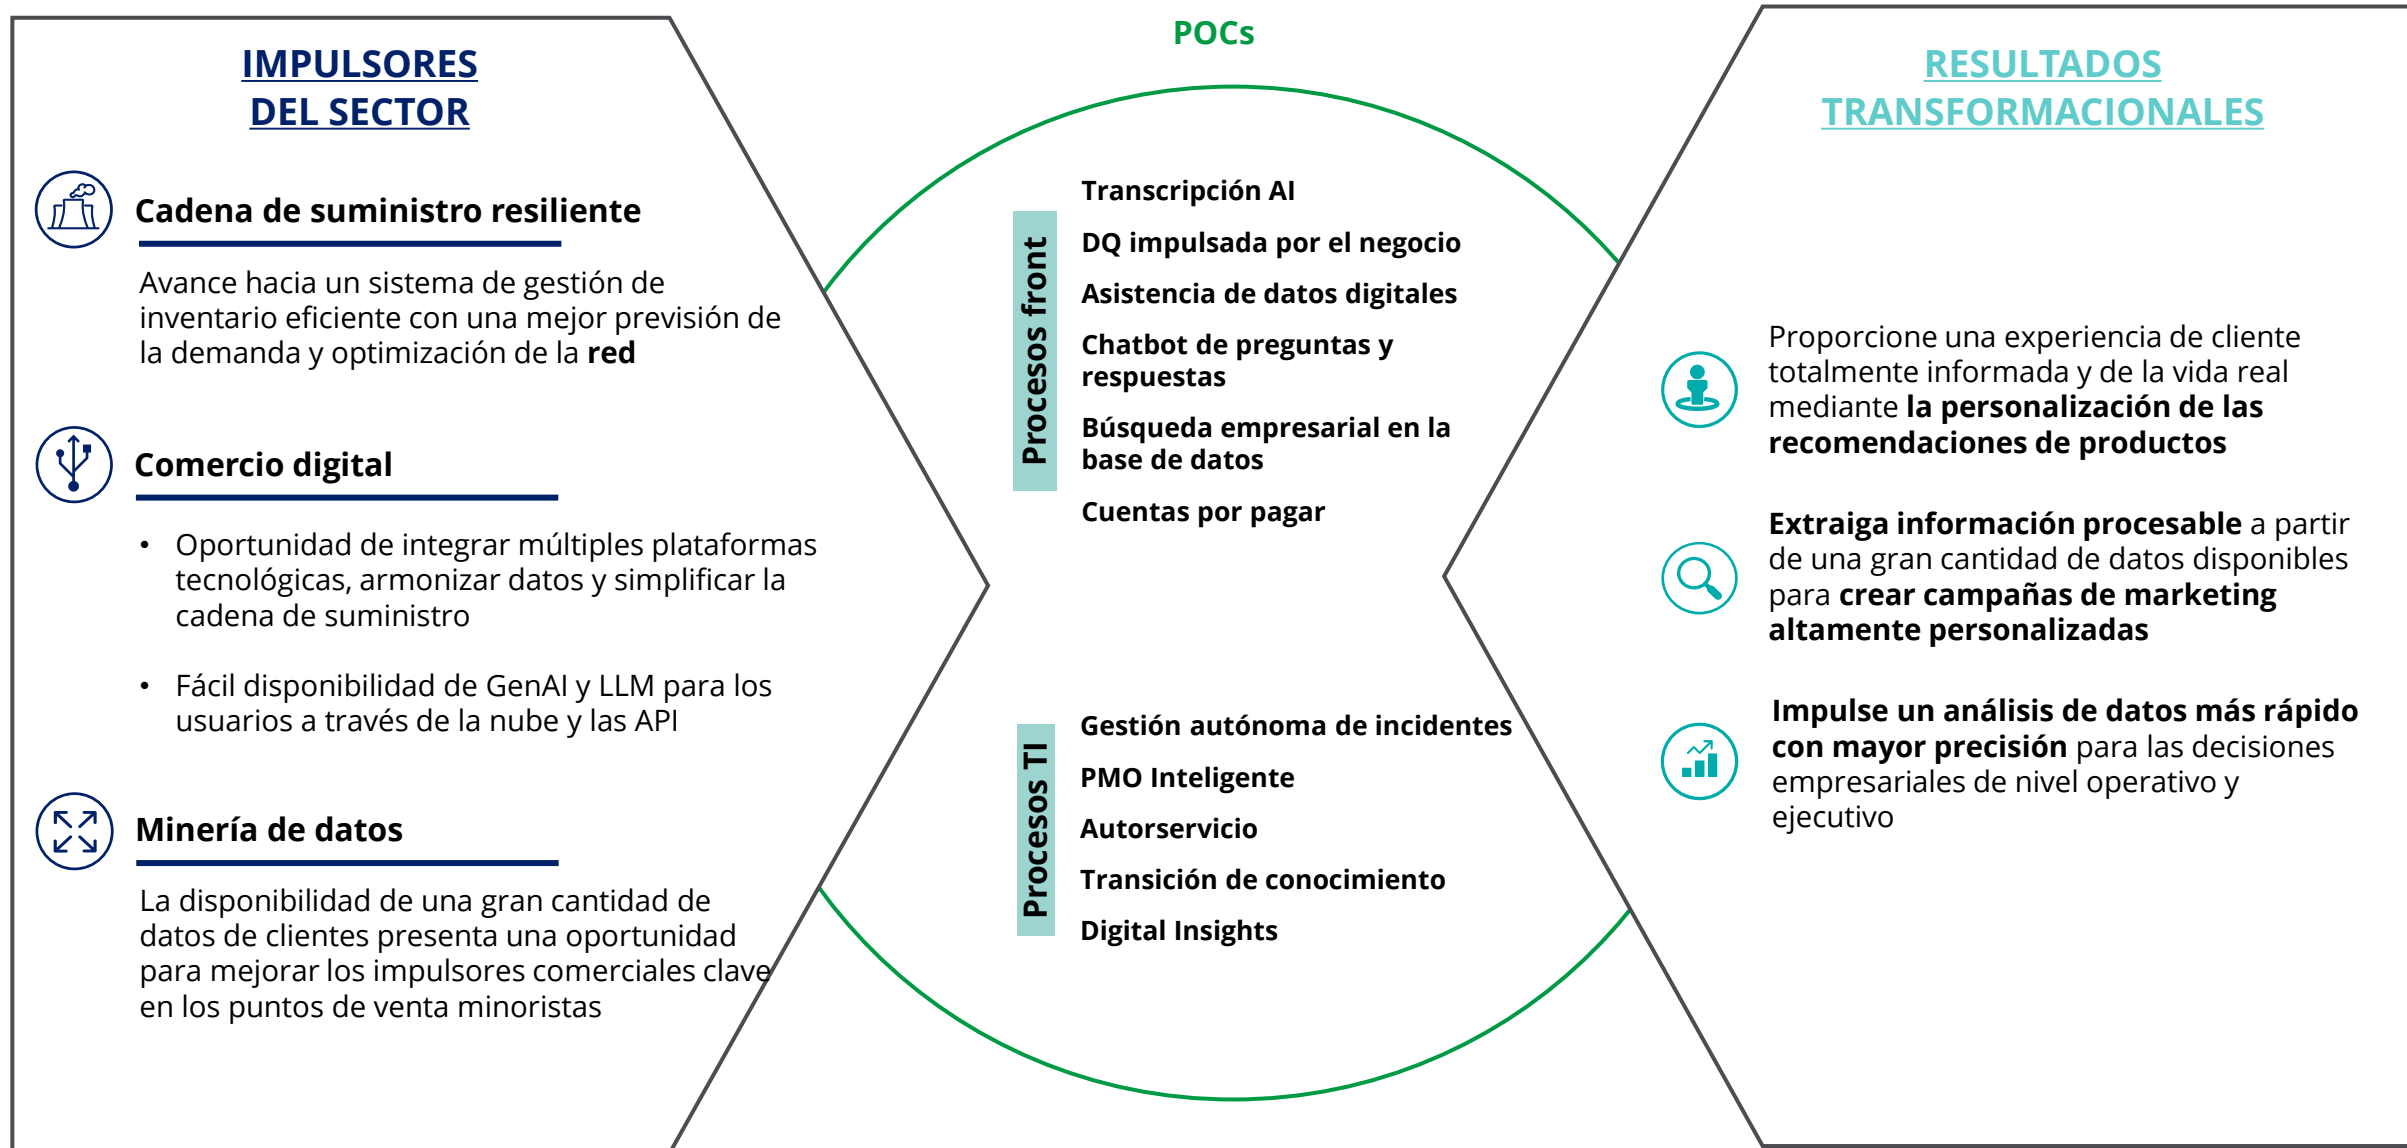 IMPULSORES
DEL SECTOR
Cadena de suministro resiliente
Avance hacia un sistema de gestión de
inventario eficiente con una mejor previsión de
la demanda y optimización de la red
Comercio digital
• Oportunidad de integrar múltiples plataformas
tecnológicas, armonizar datos y simplificar la
cadena de suministro
• Fácil disponibilidad de GenAI y LLM para los
usuarios a través de la nube y las API
Minería de datos
La disponibilidad de una gran cantidad de
datos de clientes presenta una oportunidad
para mejorar los impulsores comerciales clave
en los puntos de venta minoristas
POCs
Procesos front
Transcripción AI
DQ impulsada por el negocio
Asistencia de datos digitales
Chatbot de preguntas y
respuestas
Búsqueda empresarial en la
base de datos
Cuentas por pagar
Procesos TI
Gestión autónoma de incidentes
PMO Inteligente
Autorservicio
Transición de conocimiento
Digital Insights
RESULTADOS
TRANSFORMACIONALES
Proporcione una experiencia de cliente
totalmente informada y de la vida real
mediante la personalización de las
recomendaciones de productos
Extraiga información procesable a partir
de una gran cantidad de datos disponibles
para crear campañas de marketing
altamente personalizadas
Impulse un análisis de datos más rápido
con mayor precisión para las decisiones
empresariales de nivel operativo y
ejecutivo